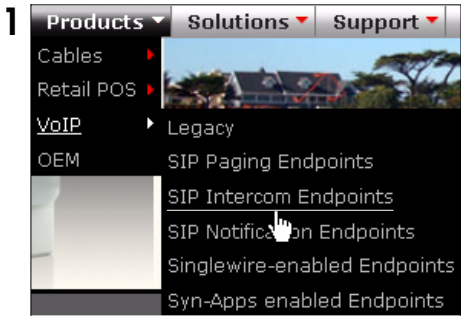 1
Products Solutions Support
Cables
Retail POS
VoIP
OEM
Legacy
SIP Paging Endpoints
SIP Intercom Endpoints
SIP Notification Endpoints
Singlewire-enabled Endpoints
Syn-Apps enabled Endpoints